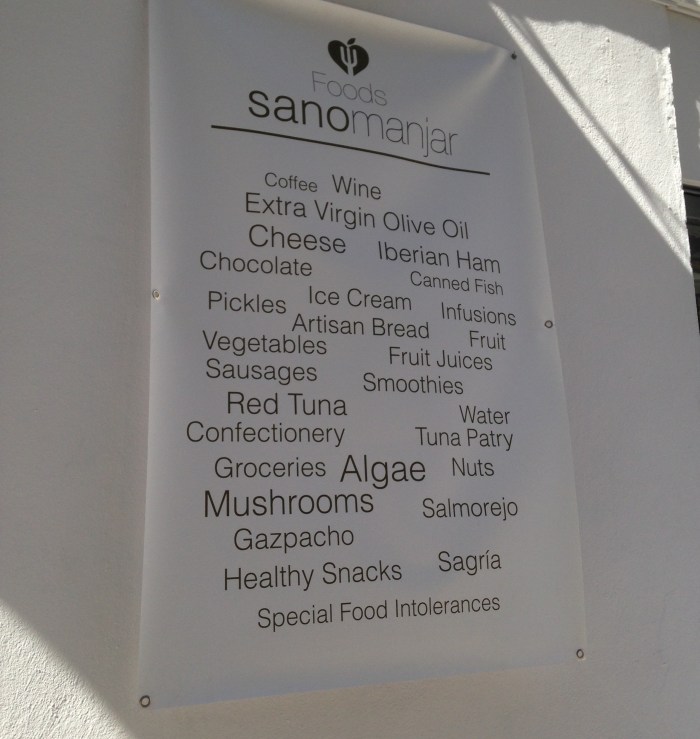 Foods
sanomanjar
Coffee Wine
Extra Virgin Olive Oil
Cheese Iberian Ham
Chocolate Canned Fish
Pickles Ice Cream Infusions
Artisan Bread Fruit
Vegetables Fruit Juices
Sausages Smoothies
Red Tuna Water
Confectionery Tuna Patry
Groceries Algae Nuts
Mushrooms Salmorejo
Gazpacho
Healthy Snacks Sagría
Special Food Intolerances